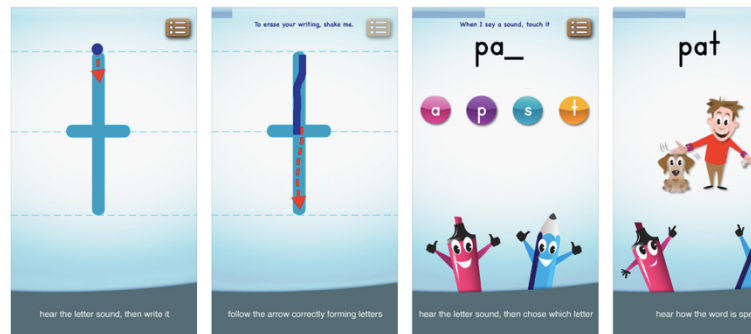 hear the letter sound, then write it
To erase your writing, shake me.
follow the arrow correctly forming letters
When I say a sound, touch it
pa_
a p s t
hear the letter sound, then chose which letter
pat
hear how the word is spe